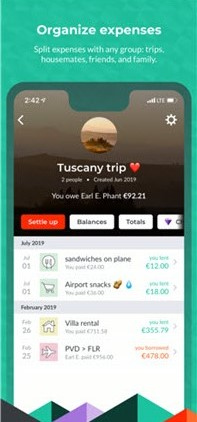 Organize expenses
Split expenses with any group: trips,
housemates, friends, and family.
2:42
LTE
Tuscany trip ❤️
2 people • Created Jun 2019
You owe Earl E. Phant €92.21
Settle up Balances Totals
July 2019
Jul 01 sandwiches on plane you lent
You paid €24.00 €12.00
Jul 01 Airport snacks you lent
You paid €36.00 €18.00
February 2019
Feb 26 Villa rental you lent
You paid €355.79
Feb 25 PVD > FLR you borrowed
Earl E. paid €956.00 €478.00